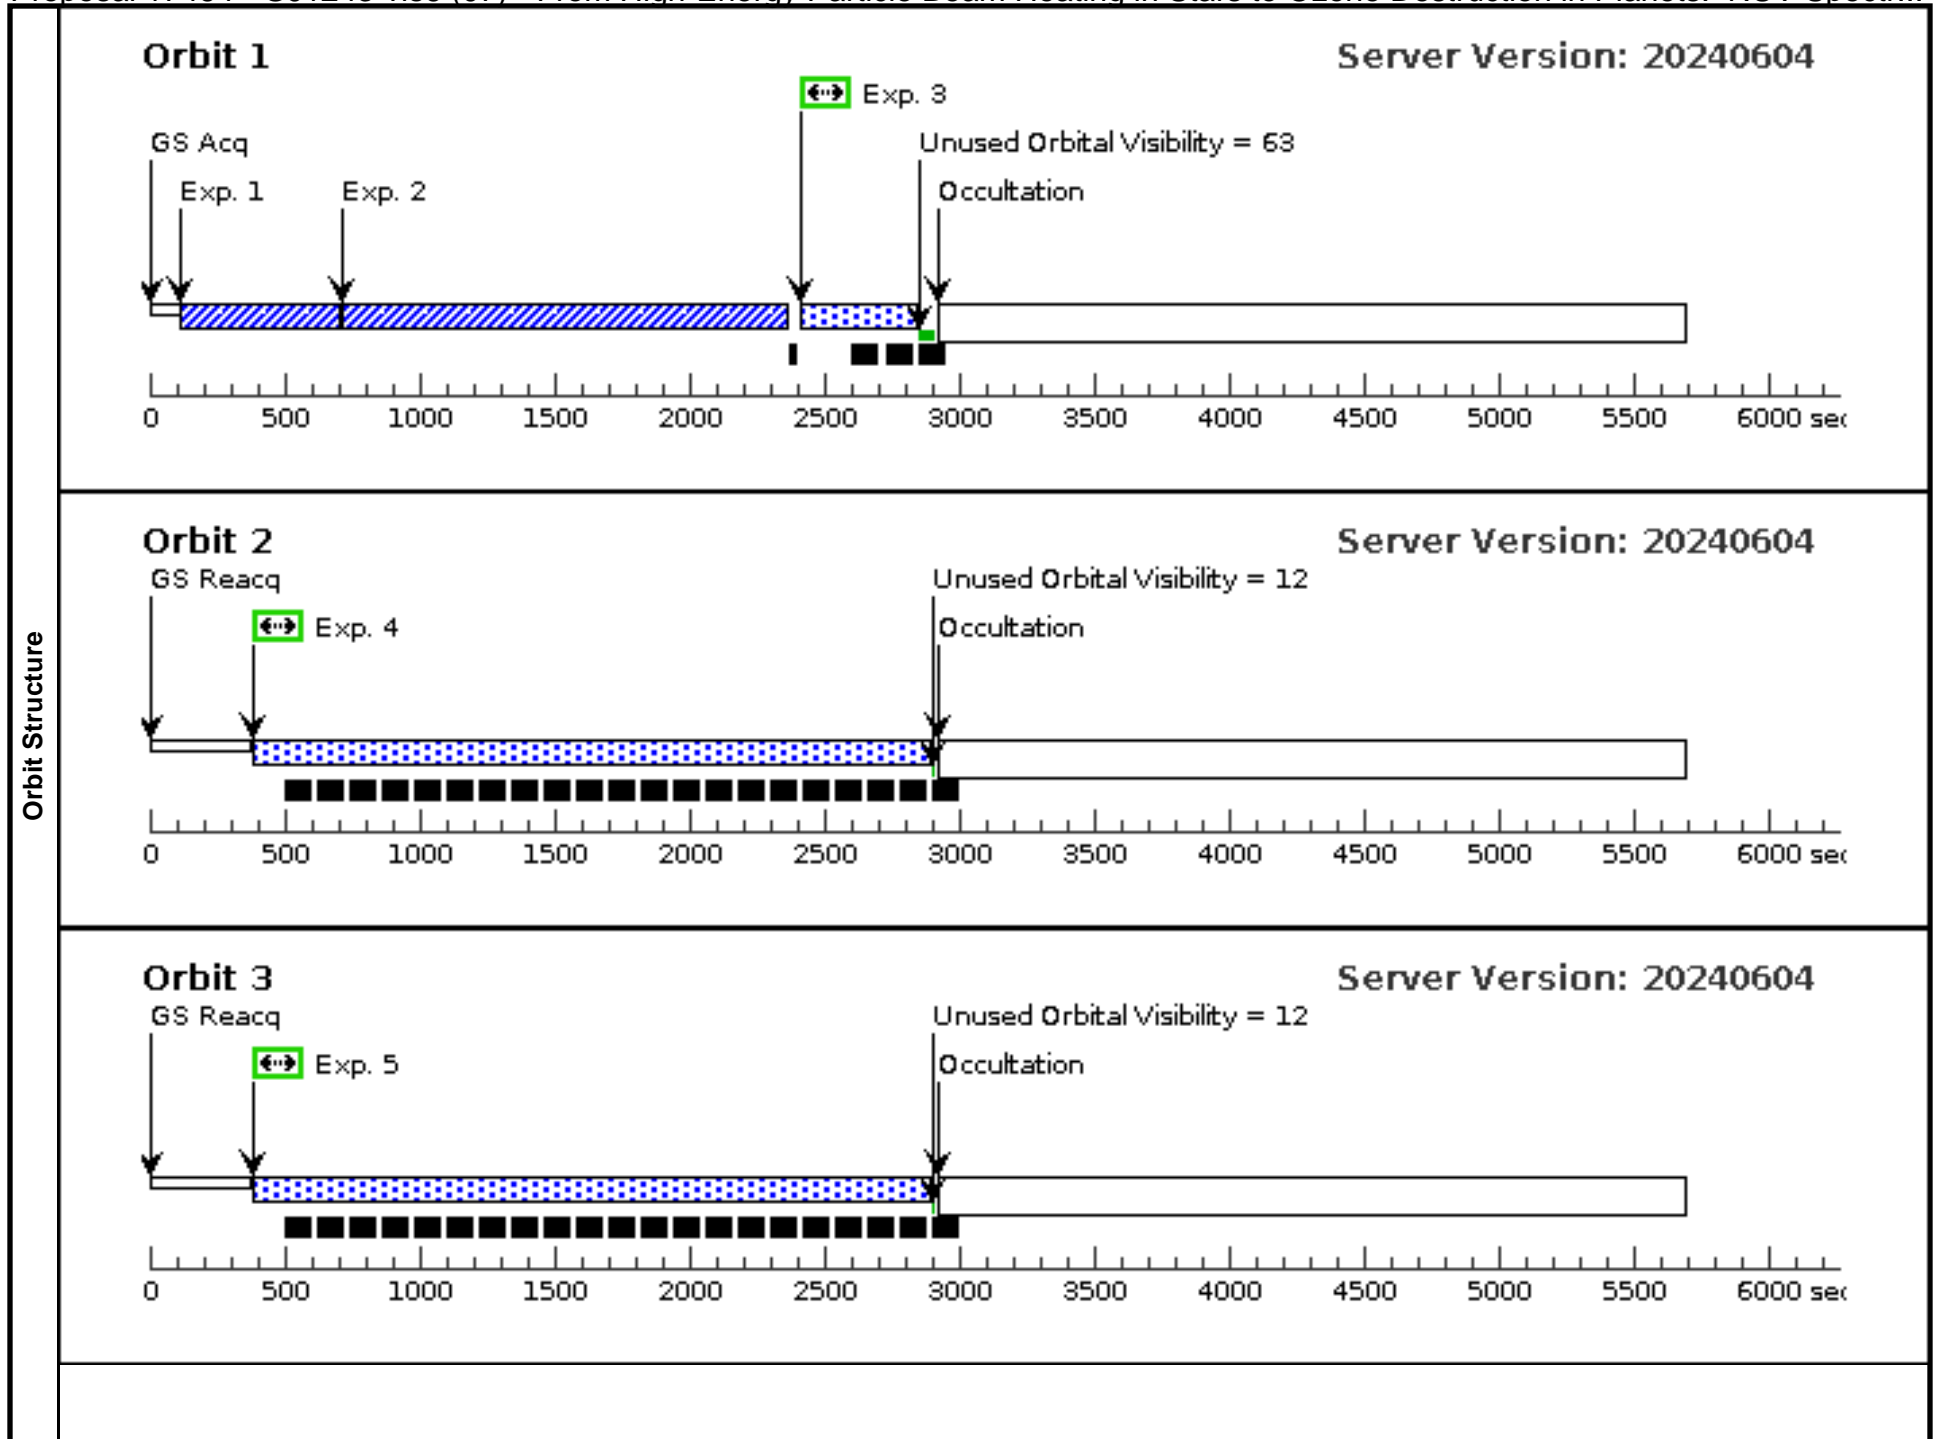 Orbit Structure
Orbit 1 Server Version: 20240604
Exp. 3
GS Acq Unused Orbital Visibility = 63
Exp. 1 Exp. 2 Occultation
0 500 1000 1500 2000 2500 3000 3500 4000 4500 5000 5500 6000 sec
Orbit 2 Server Version: 20240604
GS Reacq Unused Orbital Visibility = 12
Exp. 4 Occultation
0 500 1000 1500 2000 2500 3000 3500 4000 4500 5000 5500 6000 sec
Orbit 3 Server Version: 20240604
GS Reacq Unused Orbital Visibility = 12
Exp. 5 Occultation
0 500 1000 1500 2000 2500 3000 3500 4000 4500 5000 5500 6000 sec